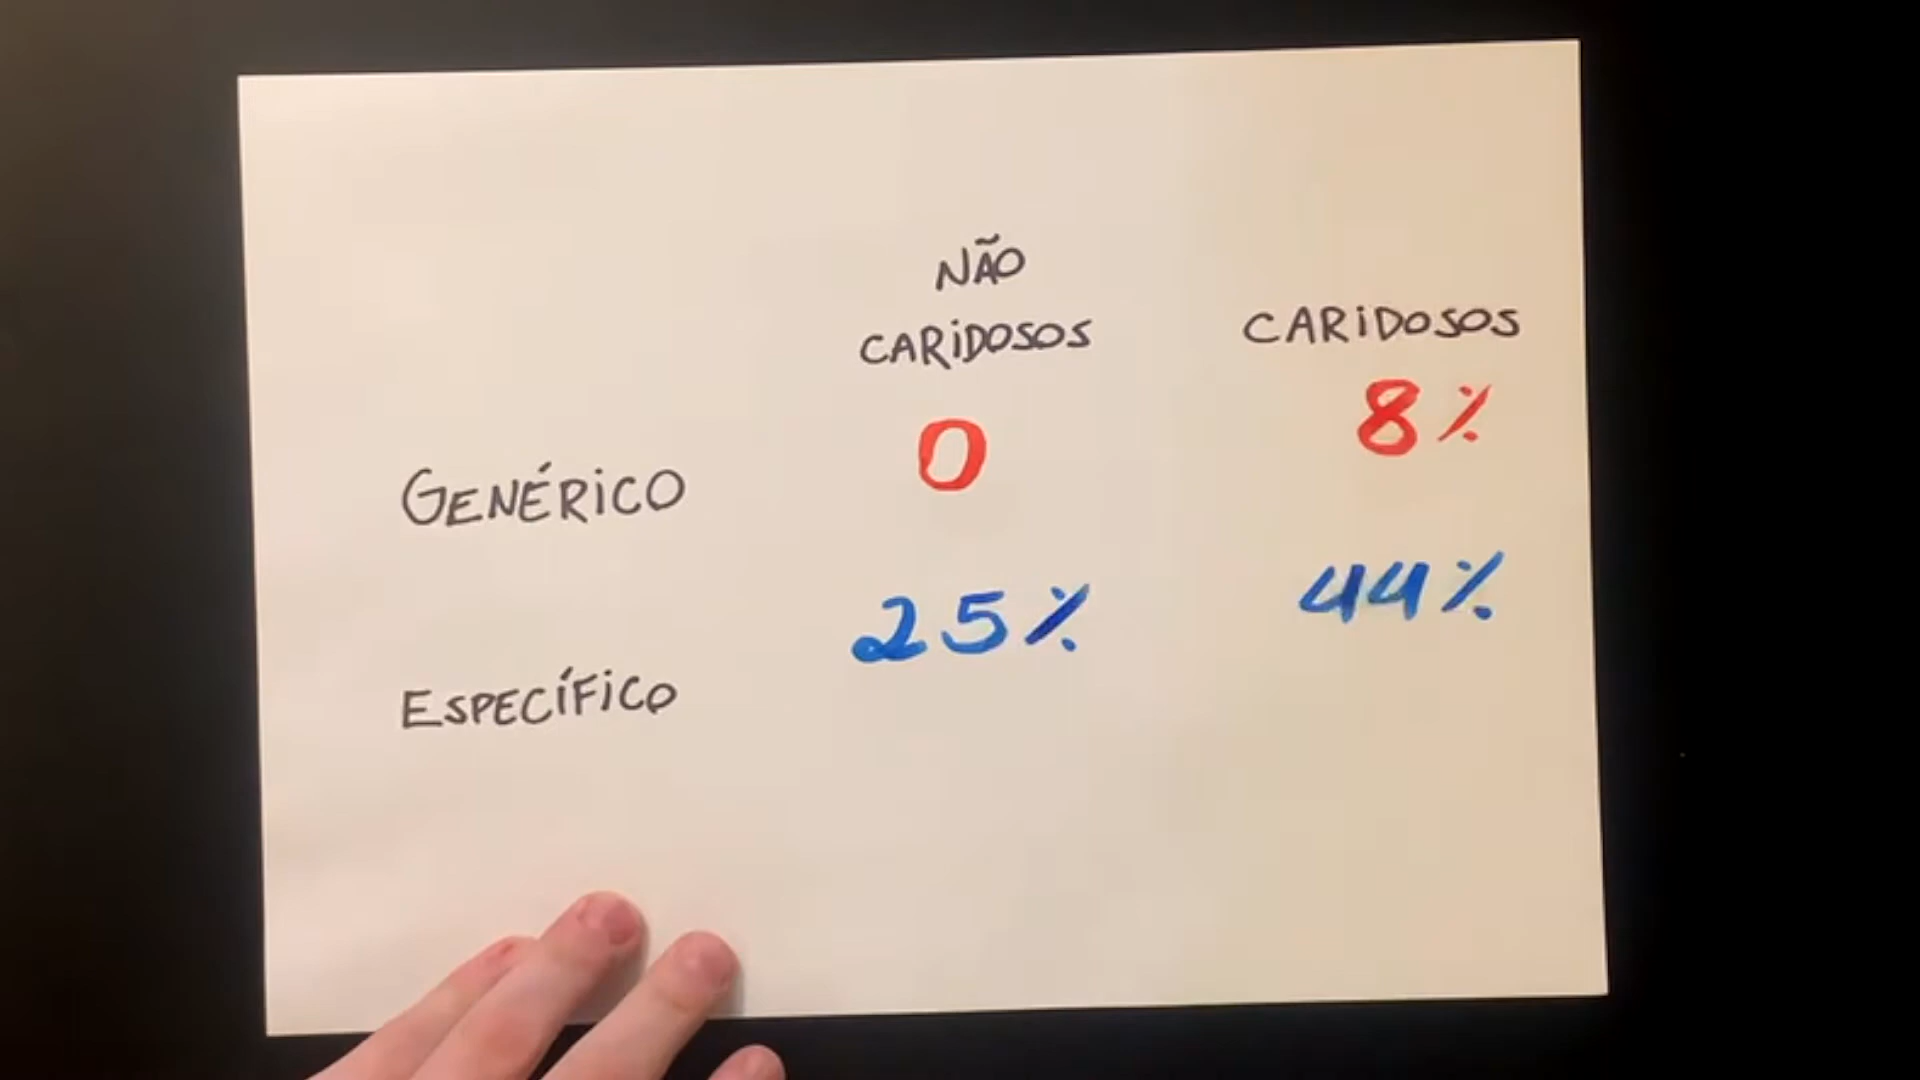 NÃO
CARIDOSOS
CARIDOSOS
GENÉRICO
0
8%
ESPECÍFICO
25%
44%